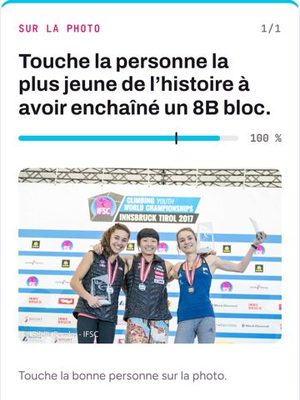 SUR LA PHOTO
1/1
Touche la personne la
plus jeune de l’histoire à
avoir enchaîné un 8B bloc.
100 %
IFSC
CLIMBING YOUTH
WORLD CHAMPIONSHIPS
INNSBRUCK TIROL 2017
- IFSC
Touche la bonne personne sur la photo.